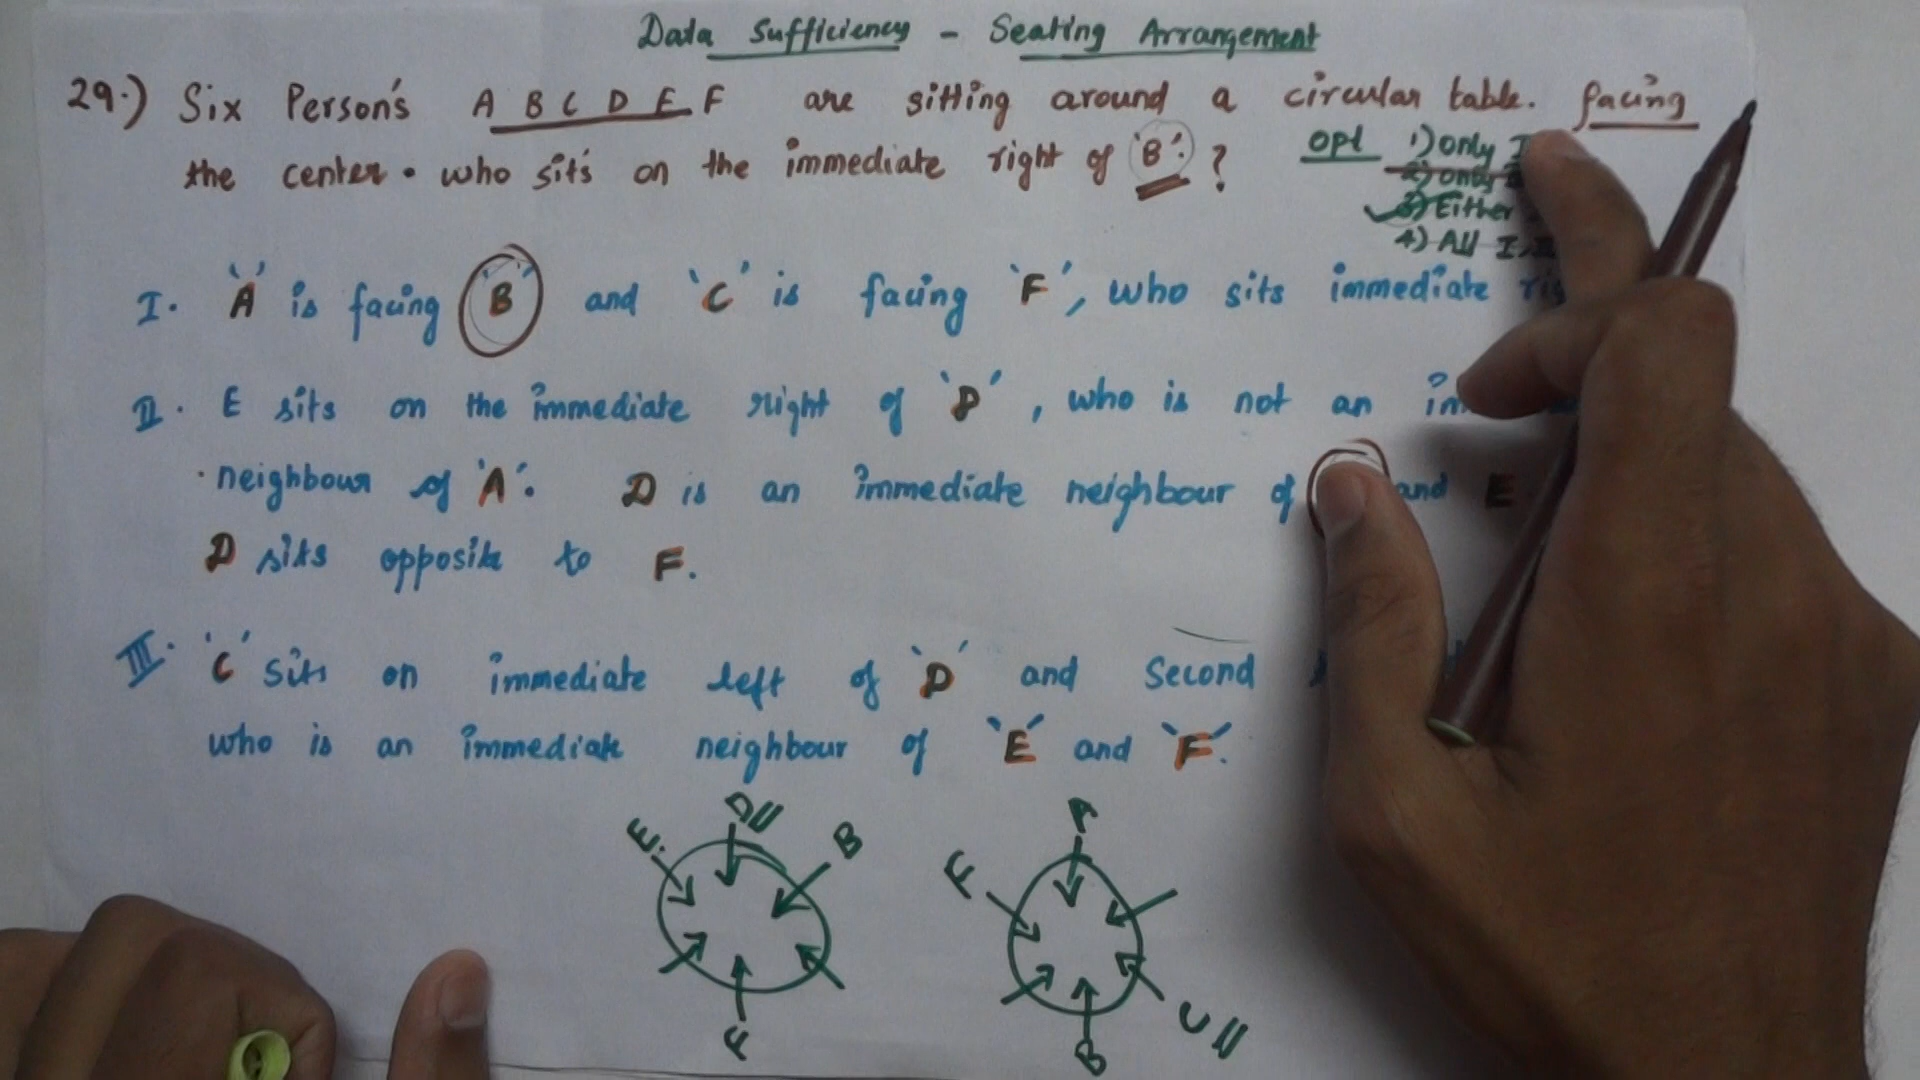 Data Sufficiency - Seating Arrangement
29.) Six Person's A B C D E F are sitting around a circular table. facing
the center. who sits on the immediate right of 'B'. ?
Opt 1) Only
2) Only
3) Either
4) All I
I. 'A' is facing 'B' and 'C' is facing 'F', who sits immediate
II. E sits on the immediate right of 'D', who is not an
neighbour of 'A'. D is an immediate neighbour of and E
D sits opposite to F.
III. 'C' sits on immediate left of 'D' and Second
who is an immediate neighbour of 'E' and 'F'.
E D B
F
A
F
C
B